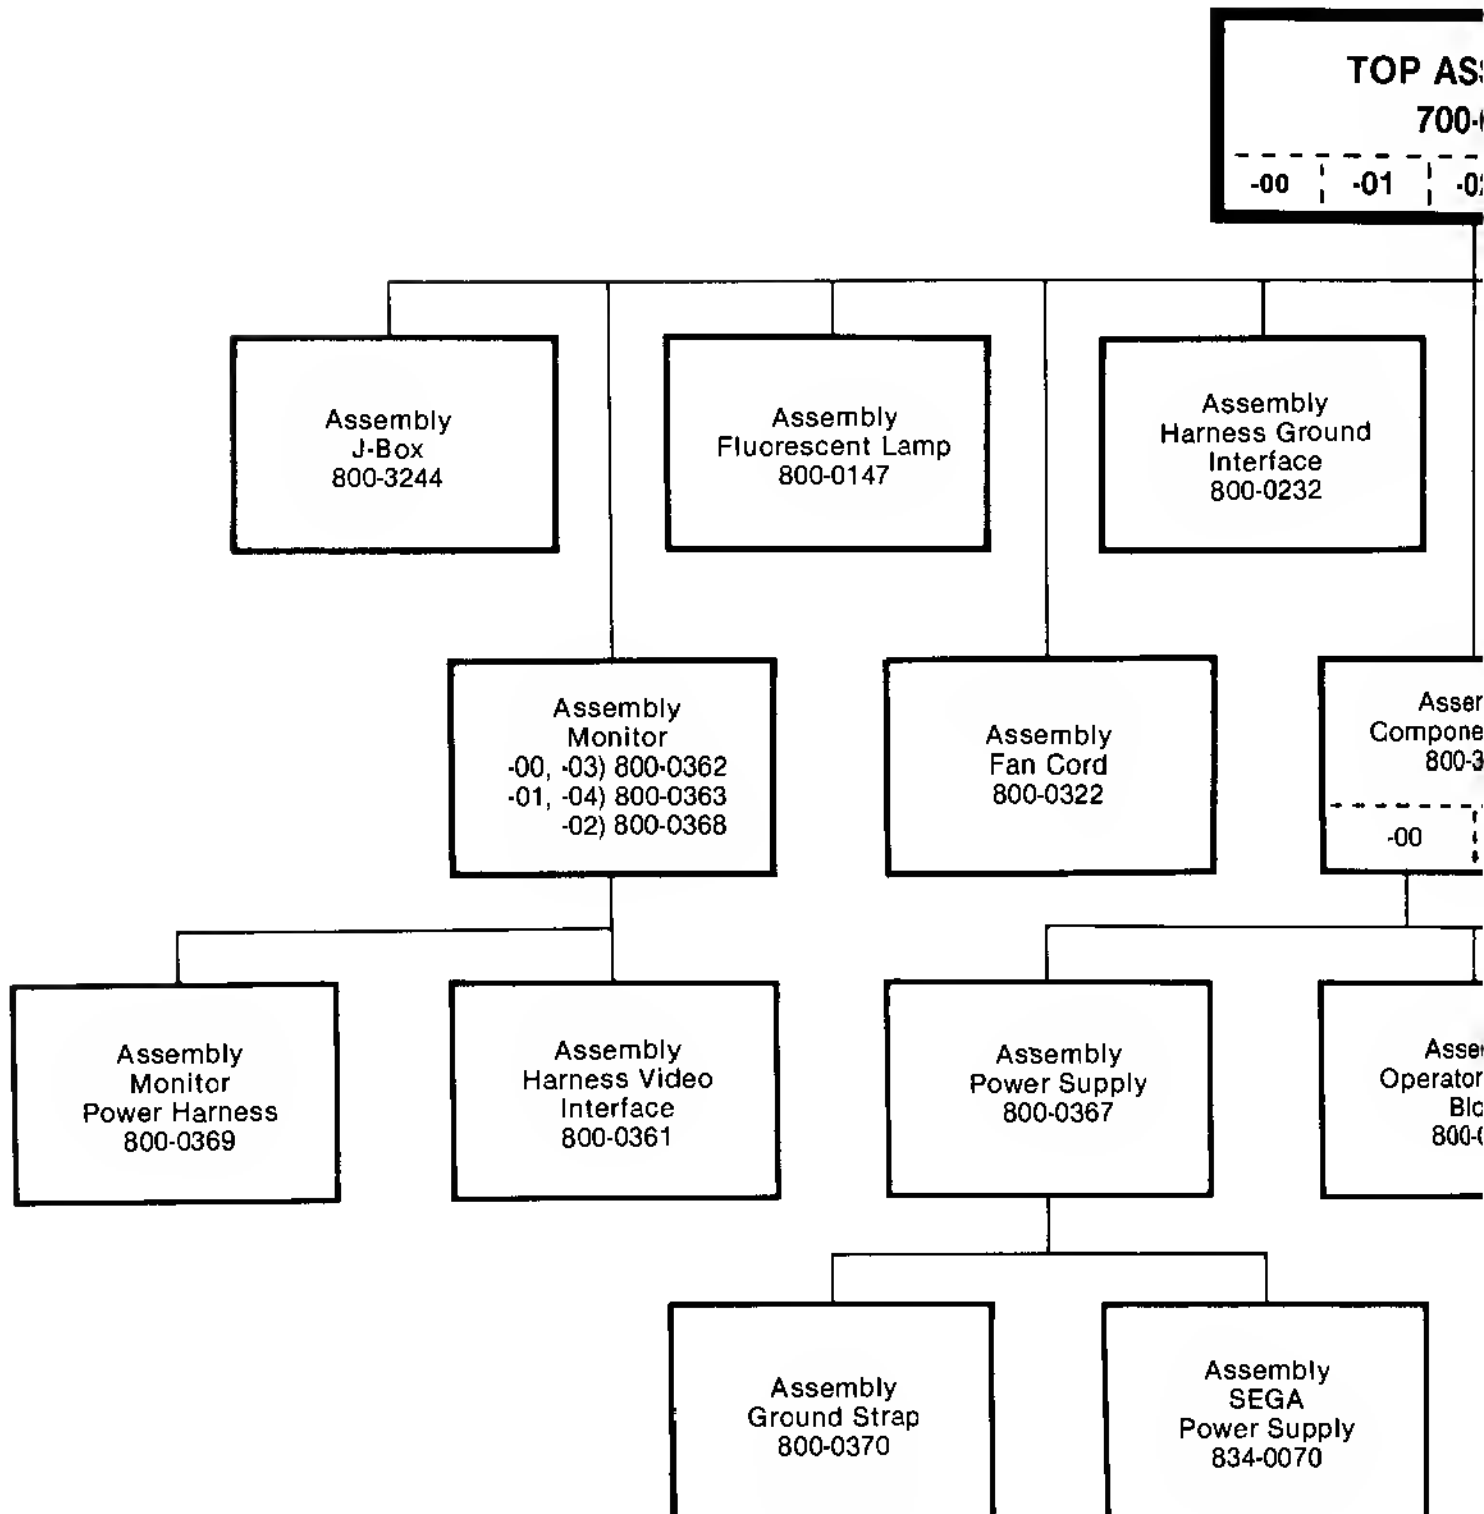 TOP
700-
-00
-01
Assembly
J-Box
800-3244
Assembly
Fluorescent Lamp
800-0147
Assembly
Harness Ground
Interface
800-0232
Assembly
Monitor
-00, -03) 800-0362
-01, -04) 800-0363
-02) 800-0368
Assembly
Fan Cord
800-0322
800-3
-00
Assembly
Monitor
Power Harness
800-0369
Assembly
Harness Video
Interface
800-0361
Assembly
Power Supply
800-0367
Operator
Assembly
Ground Strap
800-0370
Assembly
SEGA
Power Supply
834-0070